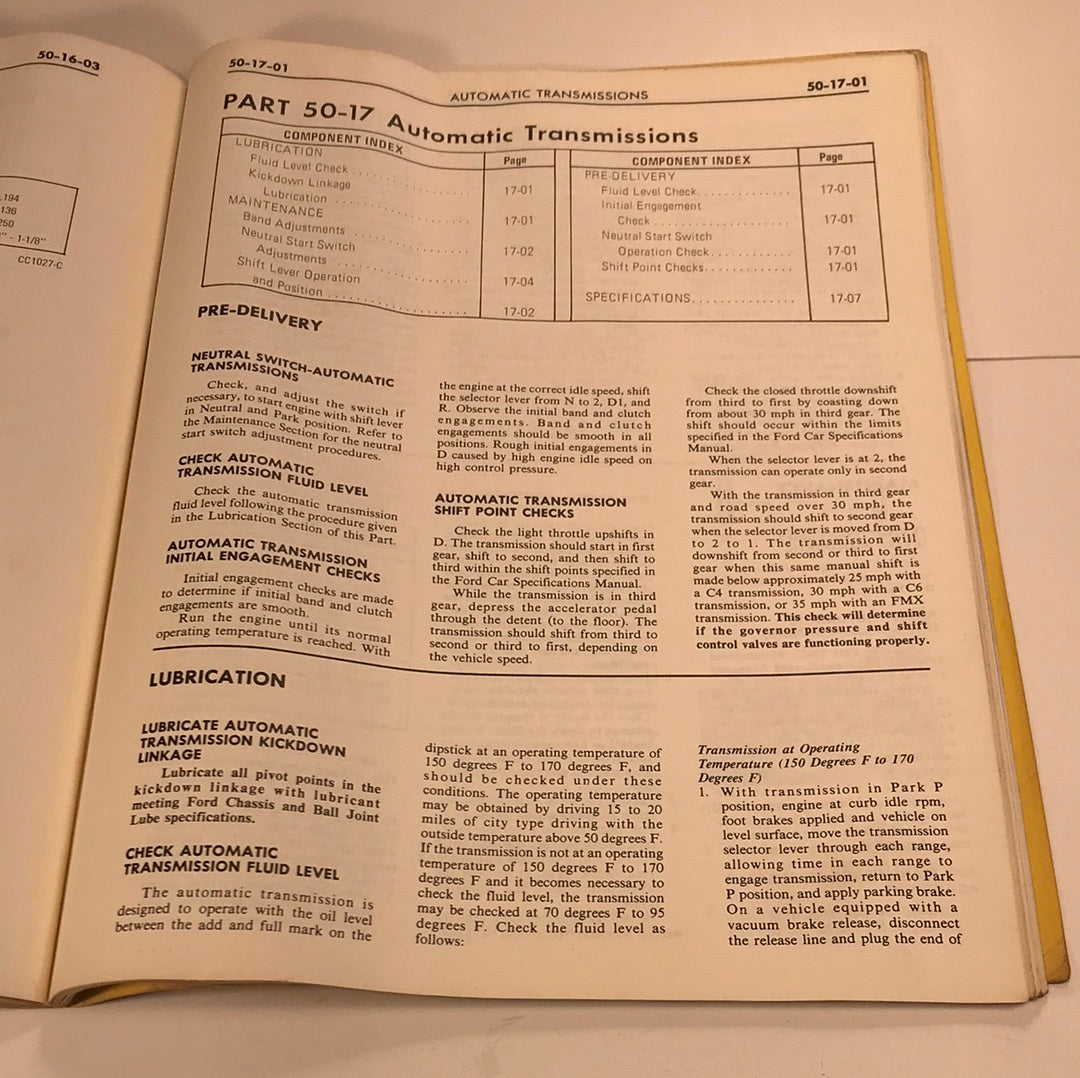 50-16-03
.194
.136
250
" - 1-1/8"
CC1027-C
50-17-01
AUTOMATIC TRANSMISSIONS
50-17-01
PART 50-17 Automatic Transmissions
COMPONENT INDEX
Page
LUBRICATION
Fluid Level Check . . . . . . . . . . . . . . . . . 17-01
Kickdown Linkage
Lubrication . . . . . . . . . . . . . . . . . . . 17-01
MAINTENANCE
Band Adjustments . . . . . . . . . . . . . . . . . 17-02
Neutral Start Switch
Adjustments . . . . . . . . . . . . . . . . . . . 17-04
Shift Lever Operation
and Position . . . . . . . . . . . . . . . . . . . 17-02
COMPONENT INDEX
Page
PRE-DELIVERY
Fluid Level Check. . . . . . . . . . . . . 17-01
Initial Engagement
Check . . . . . . . . . . . . . . . . . . . 17-01
Neutral Start Switch
Operation Check. . . . . . . . . . . . 17-01
Shift Point Checks. . . . . . . . . . . . 17-01
SPECIFICATIONS. . . . . . . . . . . . . . 17-07
PRE-DELIVERY
NEUTRAL SWITCH-AUTOMATIC
TRANSMISSIONS
Check, and adjust the switch if
necessary, to start engine with shift lever
in Neutral and Park position. Refer to
the Maintenance Section for the neutral
start switch adjustment procedures.
CHECK AUTOMATIC
TRANSMISSION FLUID LEVEL
Check the automatic transmission
fluid level following the procedure given
in the Lubrication Section of this Part.
AUTOMATIC TRANSMISSION
INITIAL ENGAGEMENT CHECKS
Initial engagement checks are made
to determine if initial band and clutch
engagements are smooth.
Run the engine until its normal
operating temperature is reached. With
the engine at the correct idle speed, shift
the selector lever from N to 2, D1, and
R. Observe the initial band and clutch
engagements. Band and clutch
engagements should be smooth in all
positions. Rough initial engagements in
D caused by high engine idle speed on
high control pressure.
AUTOMATIC TRANSMISSION
SHIFT POINT CHECKS
Check the light throttle upshifts in
D. The transmission should start in first
gear, shift to second, and then shift to
third within the shift points specified in
the Ford Car Specifications Manual.
While the transmission is in third
gear, depress the accelerator pedal
through the detent (to the floor). The
transmission should shift from third to
second or third to first, depending on
the vehicle speed.
Check the closed throttle downshift
from third to first by coasting down
from about 30 mph in third gear. The
shift should occur within the limits
specified in the Ford Car Specifications
Manual.
When the selector lever is at 2, the
transmission can operate only in second
gear.
With the transmission in third gear
and road speed over 30 mph, the
transmission should shift to second gear
when the selector lever is moved from D
to 2 to 1. The transmission will
downshift from second or third to first
gear when this same manual shift is
made below approximately 25 mph with
a C4 transmission, 30 mph with a C6
transmission, or 35 mph with an FMX
transmission. This check will determine
if the governor pressure and shift
control valves are functioning properly.
LUBRICATION
LUBRICATE AUTOMATIC
TRANSMISSION KICKDOWN
LINKAGE
Lubricate all pivot points in the
kickdown linkage with lubricant
meeting Ford Chassis and Ball Joint
Lube specifications.
CHECK AUTOMATIC
TRANSMISSION FLUID LEVEL
The automatic transmission is
designed to operate with the oil level
between the add and full mark on the
dipstick at an operating temperature of
150 degrees F to 170 degrees F, and
should be checked under these
conditions. The operating temperature
may be obtained by driving 15 to 20
miles of city type driving with the
outside temperature above 50 degrees F.
If the transmission is not at an operating
temperature of 150 degrees F to 170
degrees F and it becomes necessary to
check the fluid level, the transmission
may be checked at 70 degrees F to 95
degrees F. Check the fluid level as
follows:
Transmission at Operating
Temperature (150 Degrees F to 170
Degrees F)
1. With transmission in Park P
position, engine at curb idle rpm,
foot brakes applied and vehicle on
level surface, move the transmission
selector lever through each range,
allowing time in each range to
engage transmission, return to Park
P position, and apply parking brake.
On a vehicle equipped with a
vacuum brake release, disconnect
the release line and plug the end of